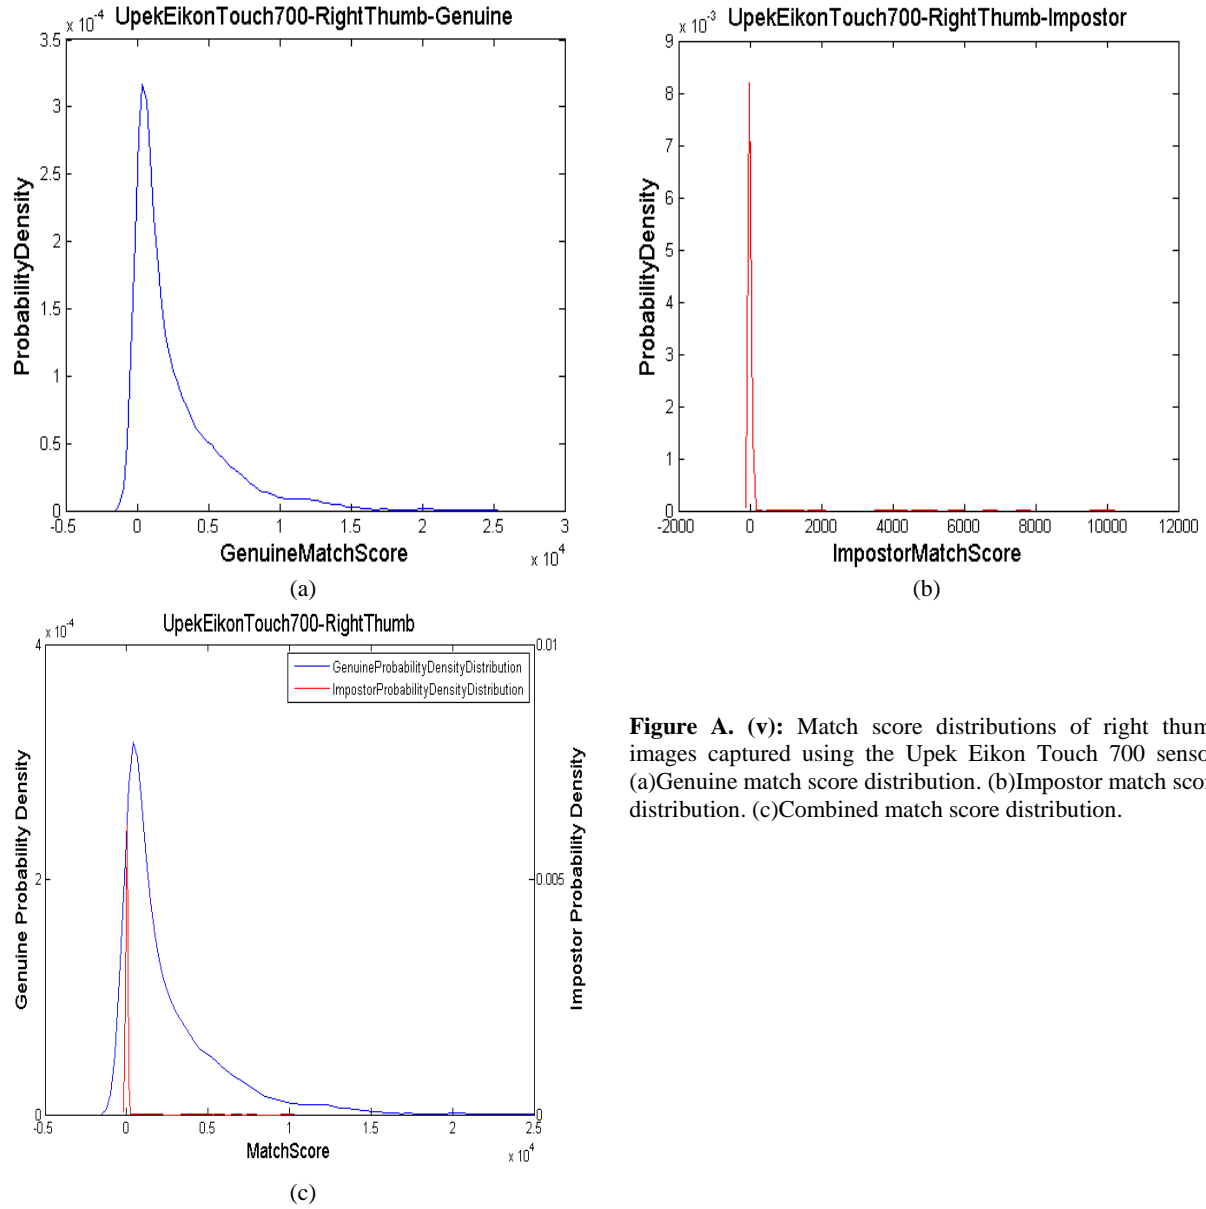 UpekEikonTouch700-RightThumb-Genuine
x 10-4
3.5
3
2.5
2
1.5
1
0.5
0
ProbabilityDensity
-0.5 0 0.5 1 1.5 2 2.5 3
GenuineMatchScore
x 10^4
(a)
UpekEikonTouch700-RightThumb-Impostor
x 10^-3
9
8
7
6
5
4
3
2
1
0
ProbabilityDensity
-2000 0 2000 4000 6000 8000 10000 12000
ImpostorMatchScore
(b)
UpekEikonTouch700-RightThumb
x 10^-4
4
2
0
Genuine Probability Density
GenuineProbabilityDensityDistribution
ImpostorProbabilityDensityDistribution
0.01
0.005
0
Impostor Probability Density
-0.5 0 0.5 1 1.5 2 2.5
MatchScore
x 10^4
(c)
Figure A. (v): Match score distributions of right thum
images captured using the Upek Eikon Touch 700 senso
(a)Genuine match score distribution. (b)Impostor match scor
distribution. (c)Combined match score distribution.